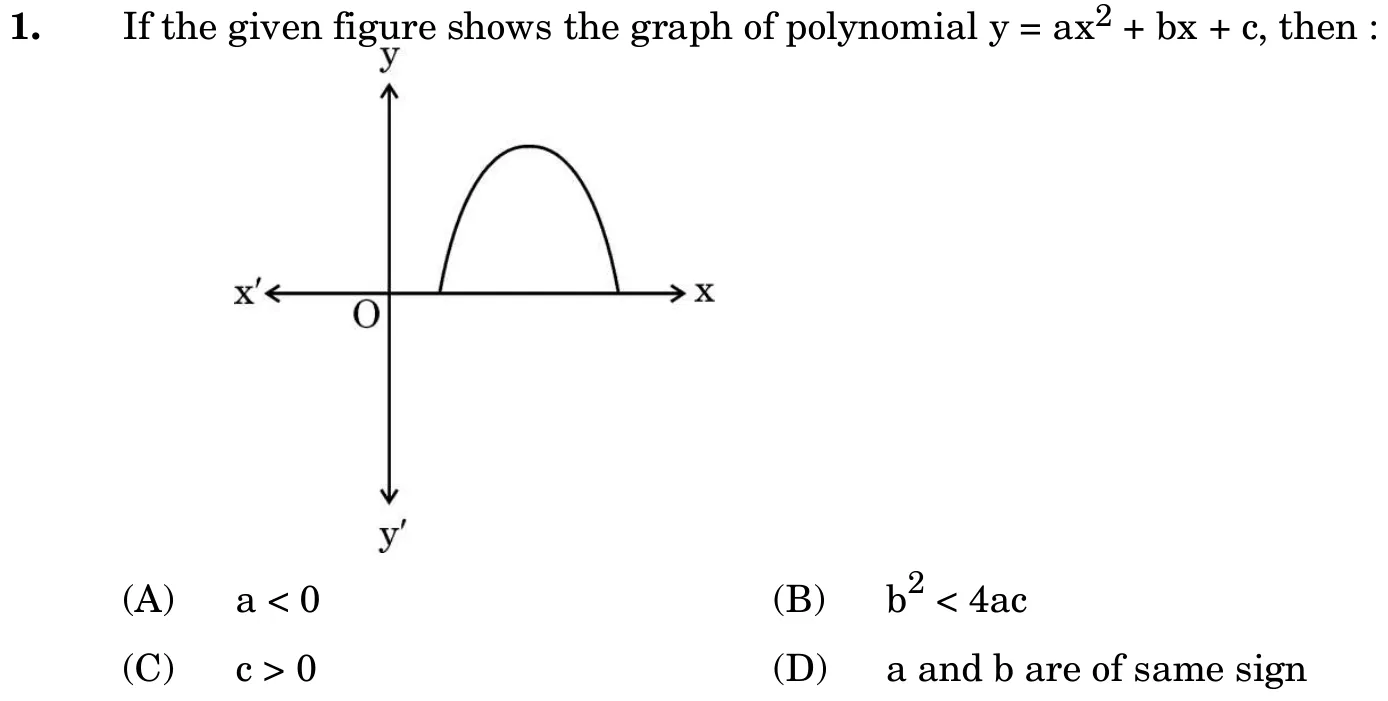 1. If the given figure shows the graph of polynomial y = ax² + bx + c, then :
y
x′ x
O
y′
(A) a < 0 (B) b² < 4ac
(C) c > 0 (D) a and b are of same sign